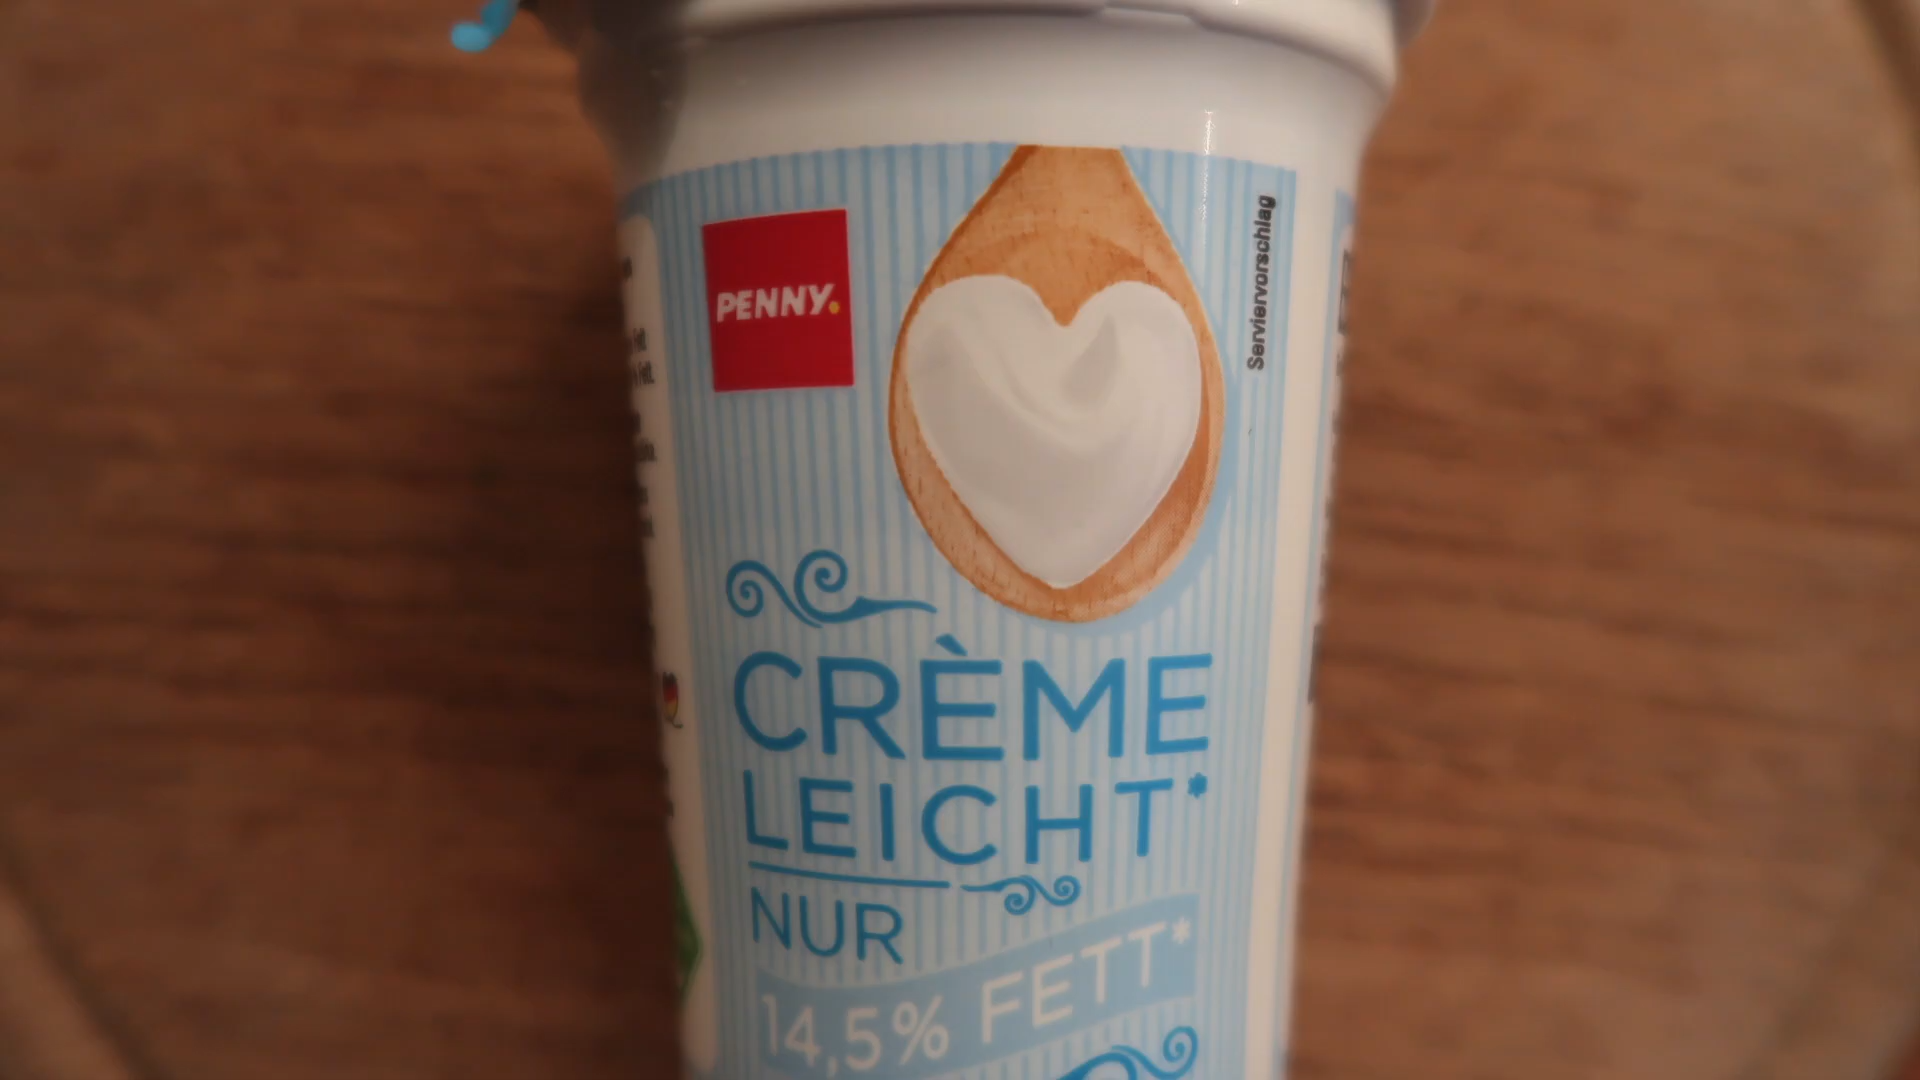 PENNY.
Serviervorschlag
CRÈME
LEICHT*
NUR
14,5% FETT*